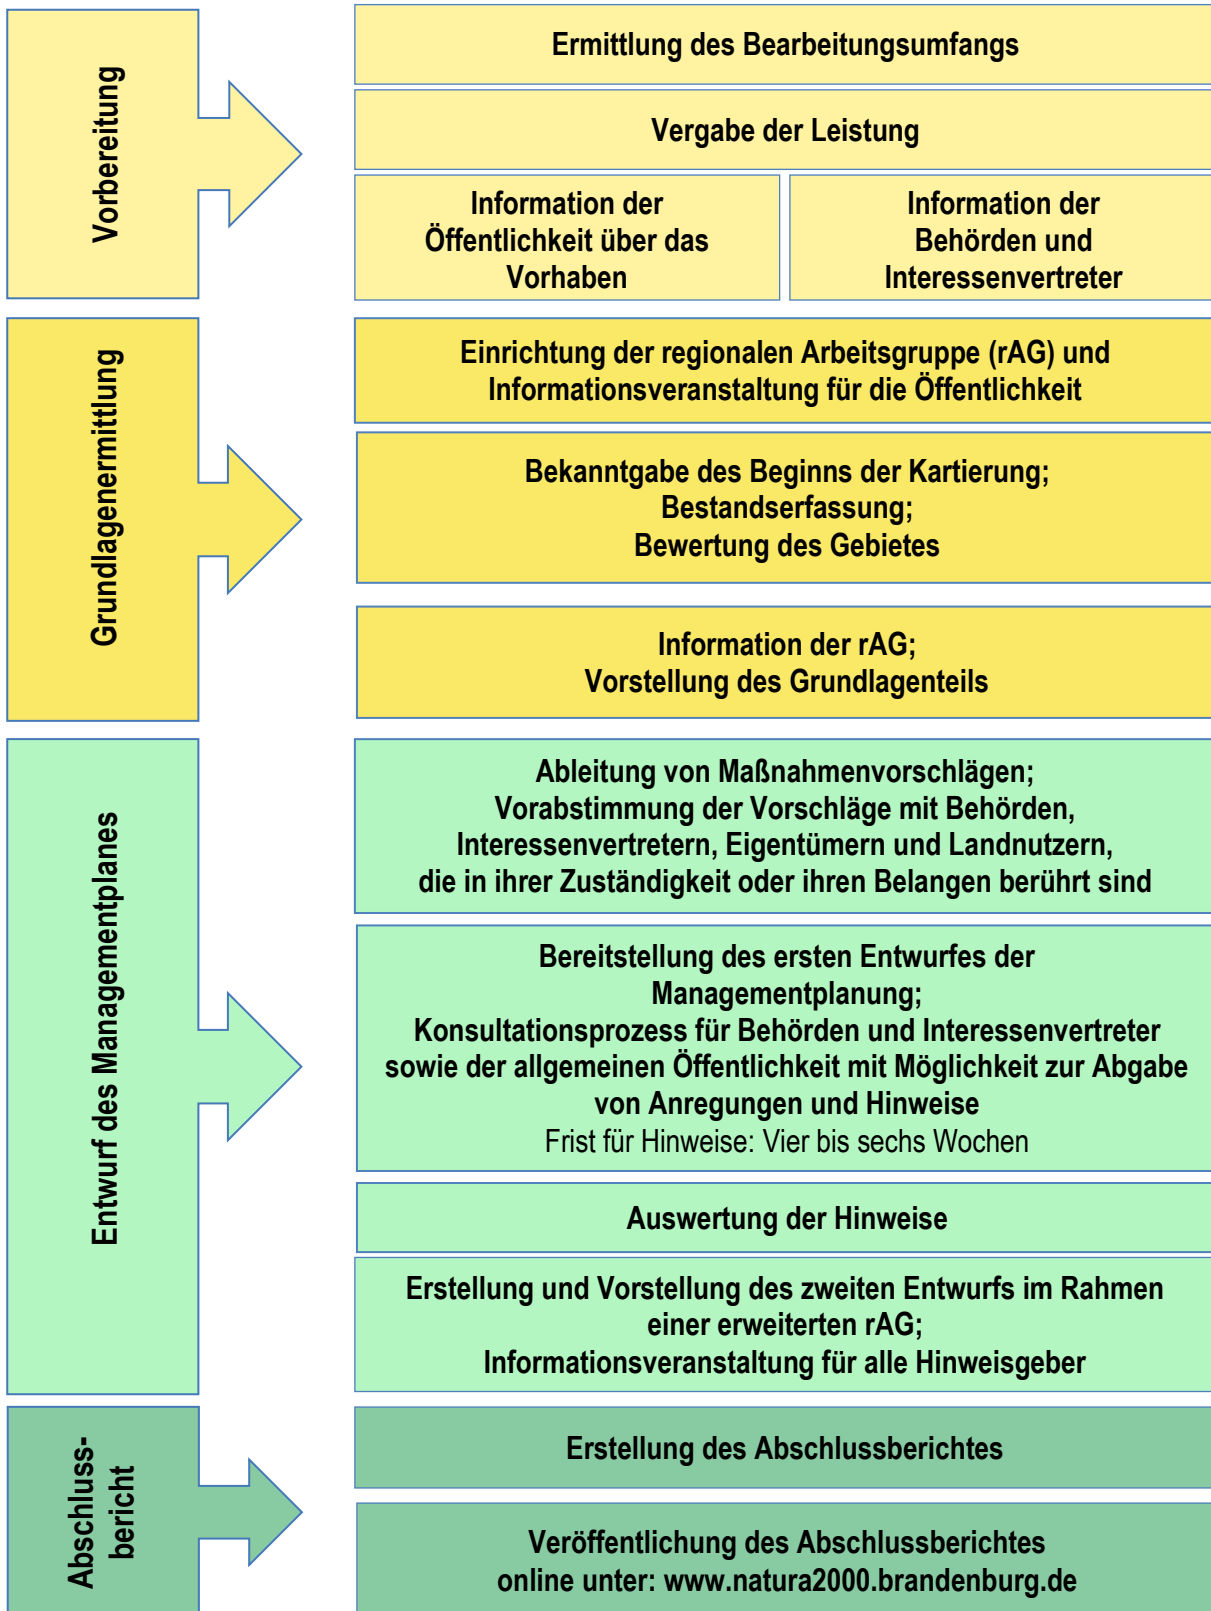 Vorbereitung
Ermittlung des Bearbeitungsumfangs
Vergabe der Leistung
Information der
Öffentlichkeit über das
Vorhaben
Information der
Behörden und
Interessenvertreter
Grundlagenermittlung
Einrichtung der regionalen Arbeitsgruppe (rAG) und
Informationsveranstaltung für die Öffentlichkeit
Bekanntgabe des Beginns der Kartierung;
Bestandserfassung;
Bewertung des Gebietes
Information der rAG;
Vorstellung des Grundlagenteils
Entwurf des Managementplanes
Ableitung von Maßnahmenvorschlägen;
Vorabstimmung der Vorschläge mit Behörden,
Interessenvertretern, Eigentümern und Landnutzern,
die in ihrer Zuständigkeit oder ihren Belangen berührt sind
Bereitstellung des ersten Entwurfes der
Managementplanung;
Konsultationsprozess für Behörden und Interessenvertreter
sowie der allgemeinen Öffentlichkeit mit Möglichkeit zur Abgabe
von Anregungen und Hinweise
Frist für Hinweise: Vier bis sechs Wochen
Auswertung der Hinweise
Erstellung und Vorstellung des zweiten Entwurfs im Rahmen
einer erweiterten rAG;
Informationsveranstaltung für alle Hinweisgeber
Abschluss-
bericht
Erstellung des Abschlussberichtes
Veröffentlichung des Abschlussberichtes
online unter: www.natura2000.brandenburg.de